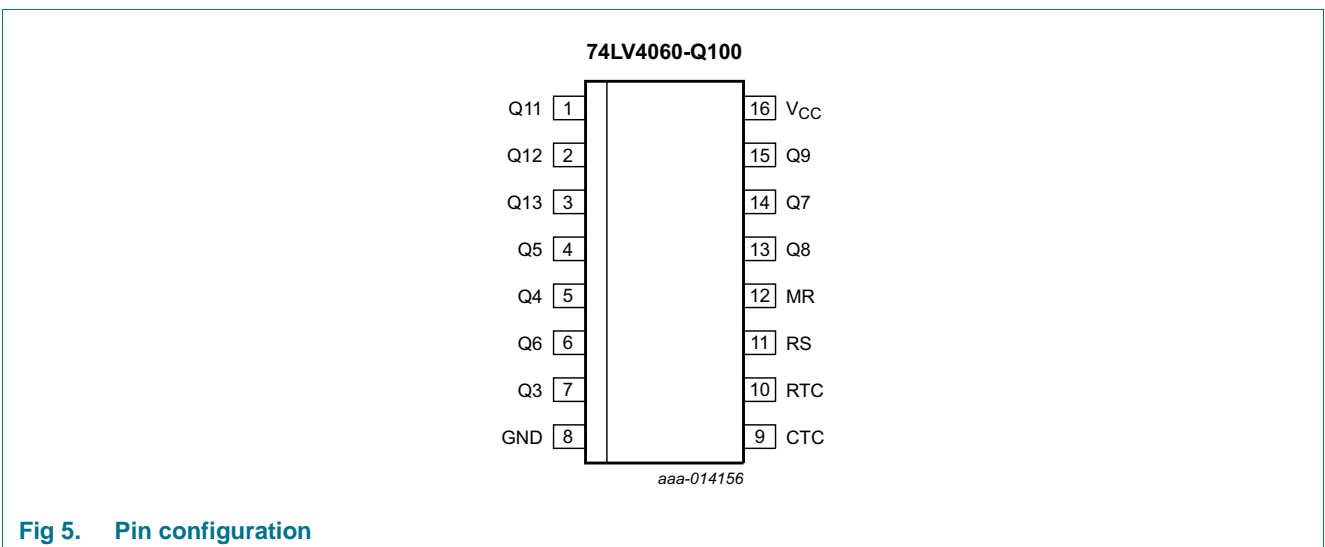 74LV4060-Q100
Q11 1 16 VCC
Q12 2 15 Q9
Q13 3 14 Q7
Q5 4 13 Q8
Q4 5 12 MR
Q6 6 11 RS
Q3 7 10 RTC
GND 8 9 CTC
aaa-014156
Fig 5. Pin configuration